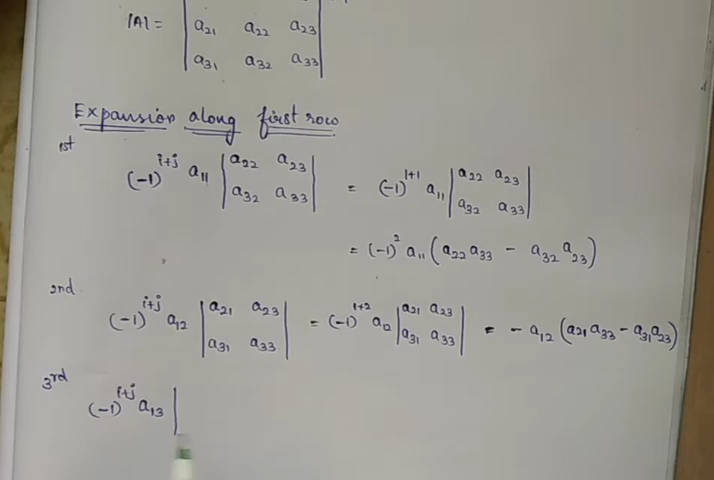 |A| = | a21 a22 a23 |
| a31 a32 a33 |
Expansion along first row
1st
(-1)^i+j a11 | a22 a23 | = (-1)^1+1 a11 | a22 a23 |
| a32 a33 | | a32 a33 |
= (-1)^2 a11 (a22 a33 - a32 a23)
2nd
(-1)^i+j a12 | a21 a23 | = (-1)^1+2 a12 | a21 a23 | = - a12 (a21 a33 - a31 a23)
| a31 a33 | | a31 a33 |
3rd
(-1)^i+j a13 |